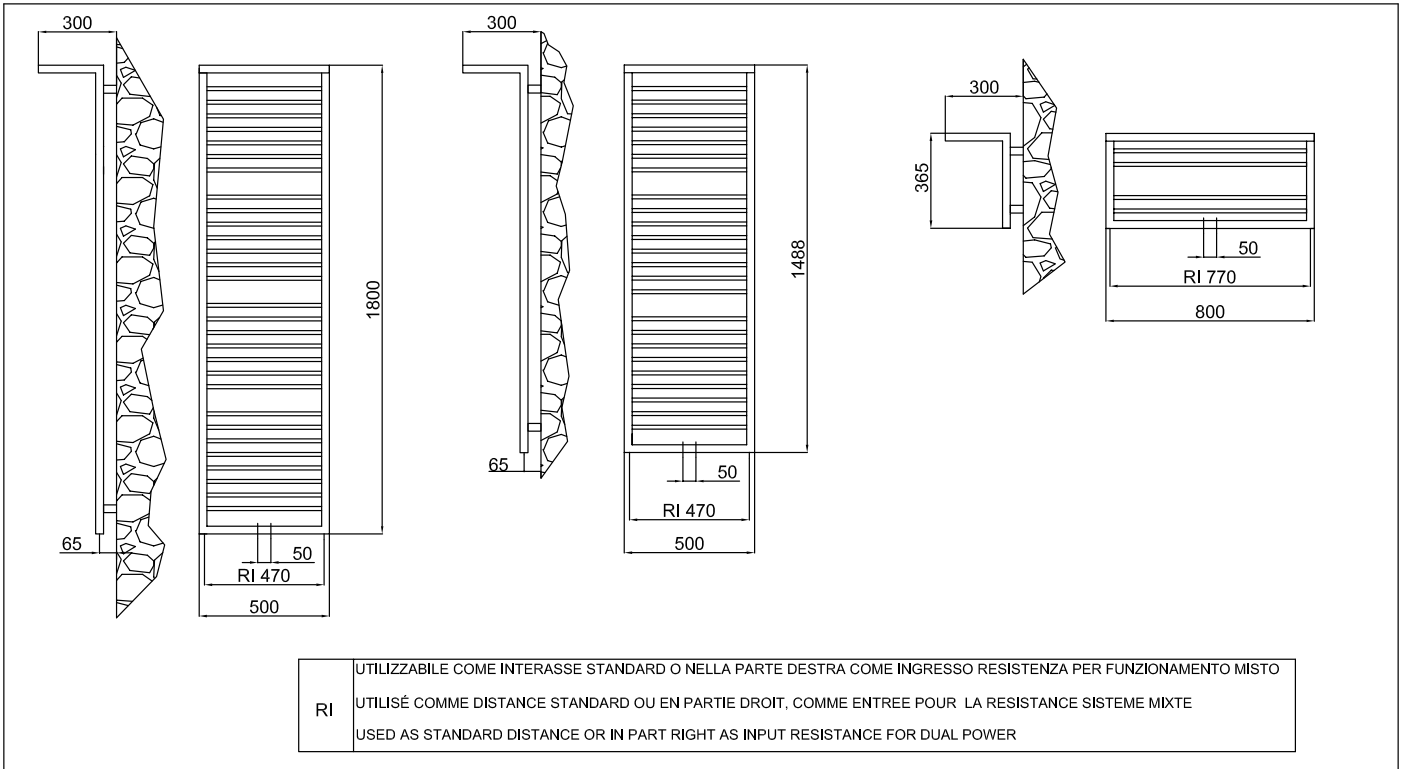 300
1800
65
50
RI 470
500
300
1488
65
50
RI 470
500
300
365
50
RI 770
800
RI
UTILIZZABILE COME INTERASSE STANDARD O NELLA PARTE DESTRA COME INGRESSO RESISTENZA PER FUNZIONAMENTO MISTO
UTILISÉ COMME DISTANCE STANDARD OU EN PARTIE DROIT, COMME ENTREE POUR LA RESISTANCE SISTEME MIXTE
USED AS STANDARD DISTANCE OR IN PART RIGHT AS INPUT RESISTANCE FOR DUAL POWER